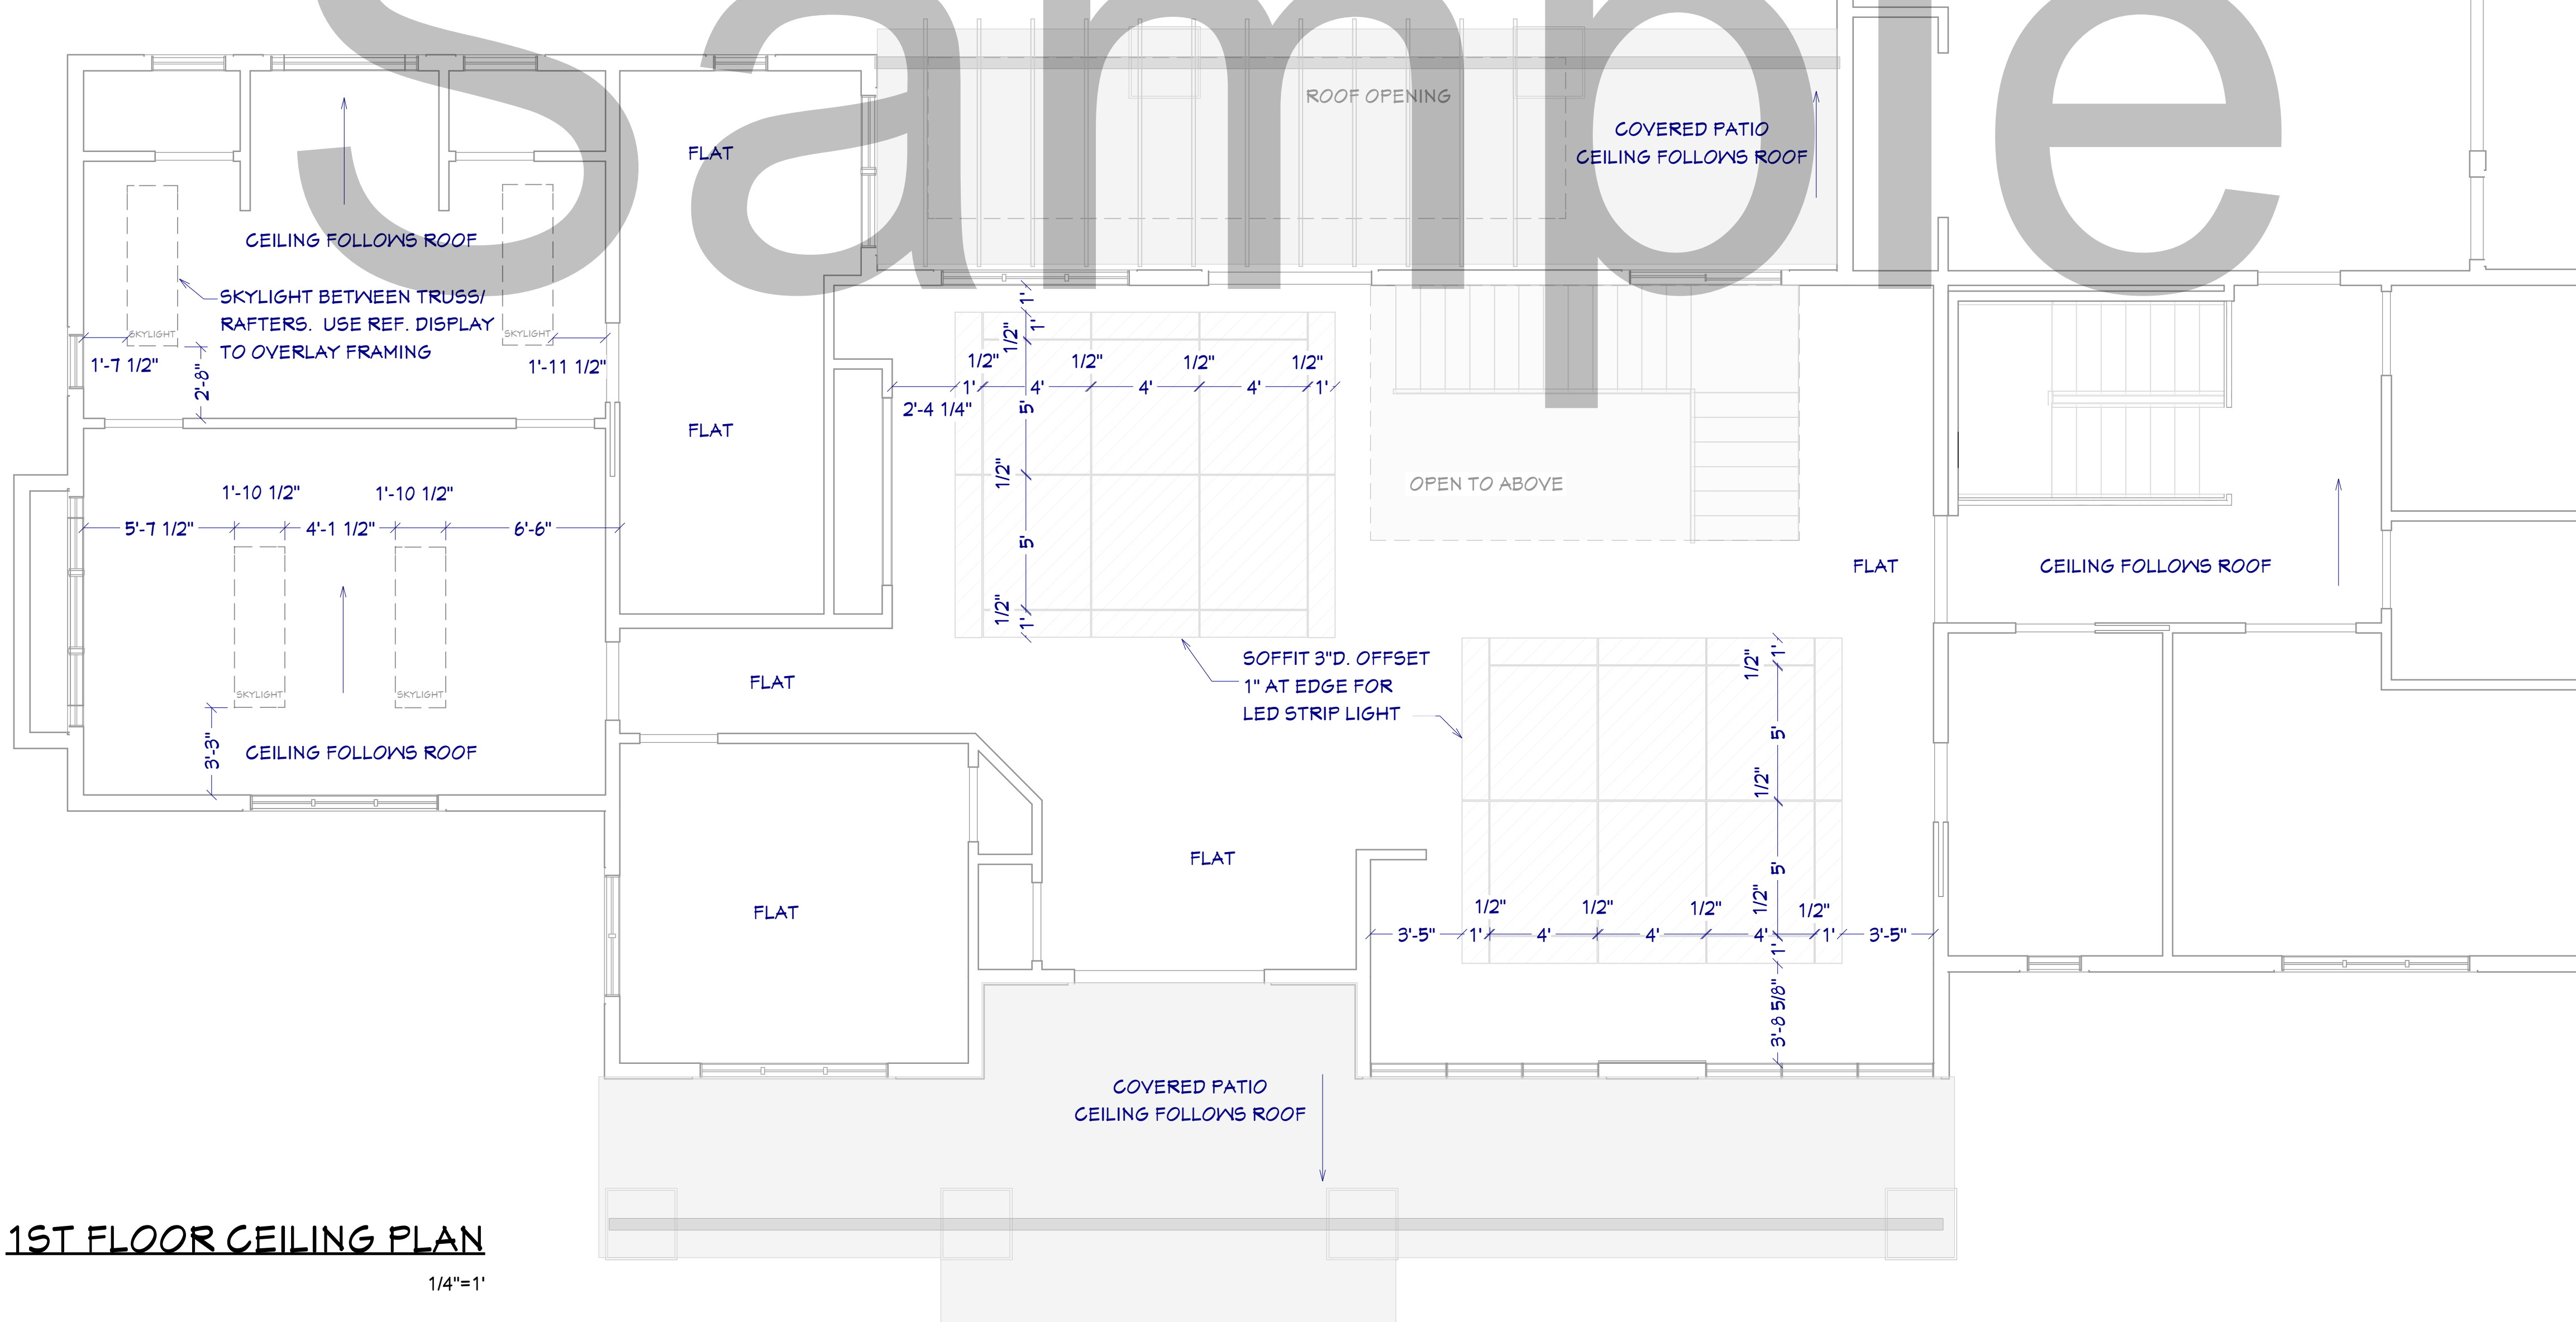 Sample
ROOF OPENING
COVERED PATIO
CEILING FOLLOWS ROOF
FLAT
CEILING FOLLOWS ROOF
SKYLIGHT BETWEEN TRUSS/
RAFTERS. USE REF. DISPLAY
TO OVERLAY FRAMING
SKYLIGHT
SKYLIGHT
1'-7 1/2"
2'-8"
1'-11 1/2"
1'
1'
1/2"
1/2"
1/2"
1/2"
1/2"
1'
4'
4'
4'
1'
2'-4 1/4"
5'
1/2"
5'
1/2"
1'
FLAT
OPEN TO ABOVE
1'-10 1/2"
1'-10 1/2"
5'-7 1/2"
4'-1 1/2"
6'-6"
FLAT
CEILING FOLLOWS ROOF
SKYLIGHT
SKYLIGHT
3'-3"
CEILING FOLLOWS ROOF
FLAT
SOFFIT 3"D. OFFSET
1" AT EDGE FOR
LED STRIP LIGHT
1/2"
1'
5'
1/2"
5'
1/2"
1/2"
1/2"
1/2"
1/2"
3'-5"
1'
4'
4'
4'
1'
3'-5"
1'
3'-8 5/8"
FLAT
FLAT
COVERED PATIO
CEILING FOLLOWS ROOF
1ST FLOOR CEILING PLAN
1/4"=1'